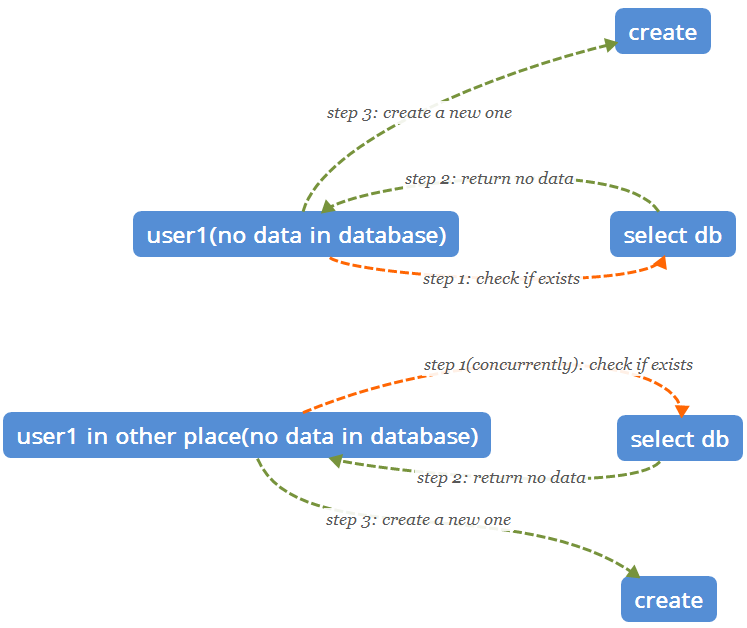 create
step 3: create a new one
step 2: return no data
user1(no data in database)
select db
step 1: check if exists
step 1(concurrently): check if exists
user1 in other place(no data in database)
select db
step 2: return no data
step 3: create a new one
create